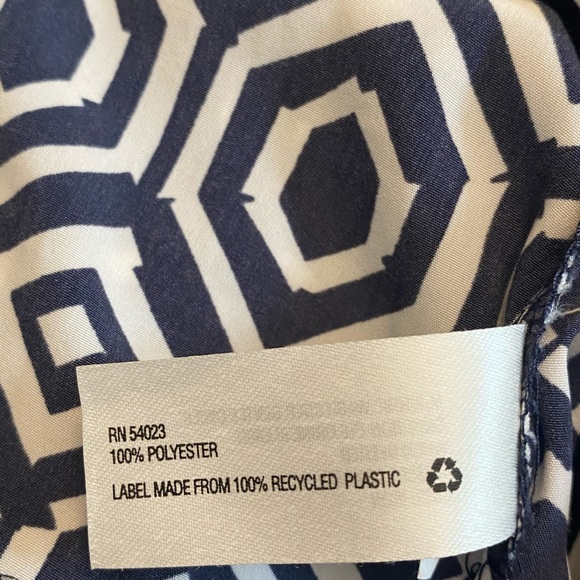 RN 54023
100% POLYESTER
LABEL MADE FROM 100% RECYCLED PLASTIC